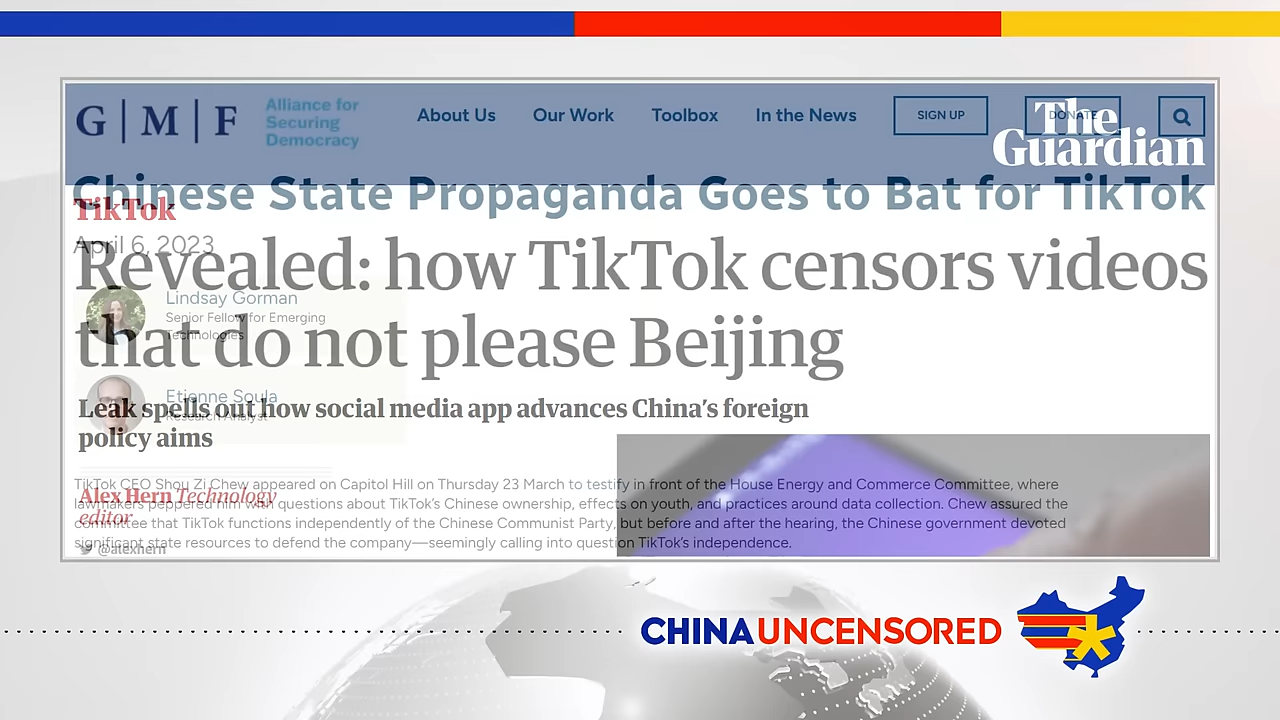 G | M | F
Alliance for
Securing
Democracy
About Us
Our Work
Toolbox
In the News
SIGN UP
DONATE
The
Guardian
Chinese State Propaganda Goes to Bat for TikTok
TikTok
April 6, 2023
Revealed: how TikTok censors videos
that do not please Beijing
Lindsay Gorman
Senior Fellow for Emerging
Technologies
Etienne Soula
Research Analyst
Leak spells out how social media app advances China’s foreign
policy aims
Alex Hern Technology
editor
@alexhern
TikTok CEO Shou Zi Chew appeared on Capitol Hill on Thursday 23 March to testify in front of the House Energy and Commerce Committee, where
lawmakers peppered him with questions about TikTok’s Chinese ownership, effects on youth, and practices around data collection. Chew assured the
committee that TikTok functions independently of the Chinese Communist Party, but before and after the hearing, the Chinese government devoted
significant state resources to defend the company—seemingly calling into question TikTok’s independence.
CHINA UNCENSORED